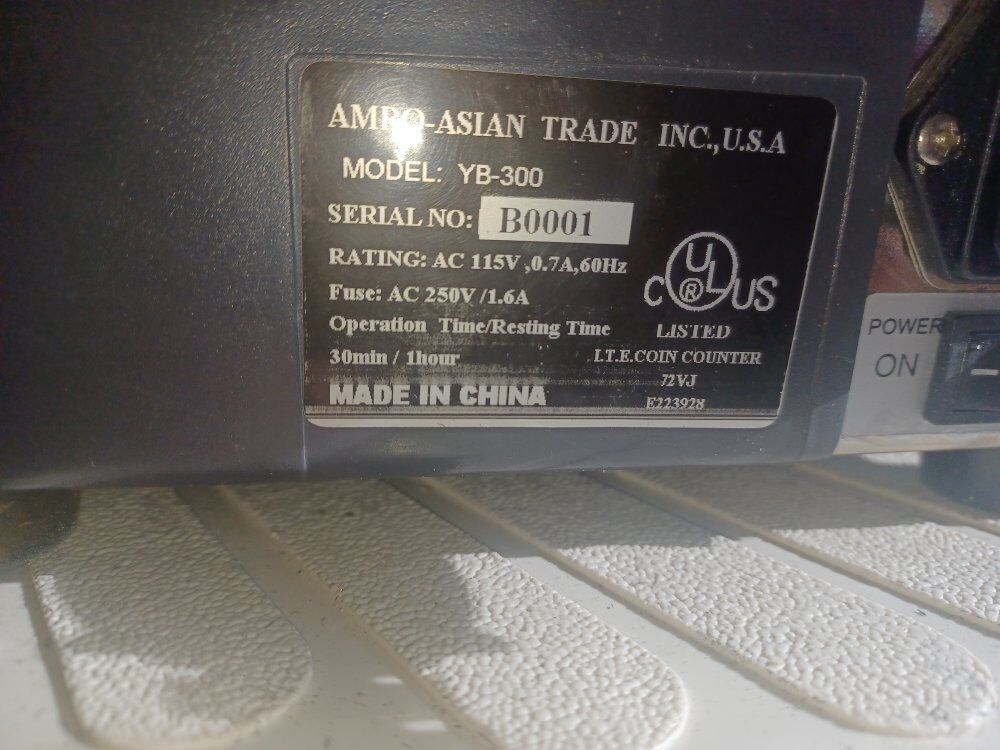 AMRO-ASIAN TRADE INC.,U.S.A
MODEL: YB-300
SERIAL NO: B0001
RATING: AC 115V ,0.7A,60Hz
Fuse: AC 250V /1.6A
Operation Time/Resting Time
30min / 1hour
MADE IN CHINA
C UL ® US
LISTED
I.T.E.COIN COUNTER
72VJ
E223928
POWER
ON